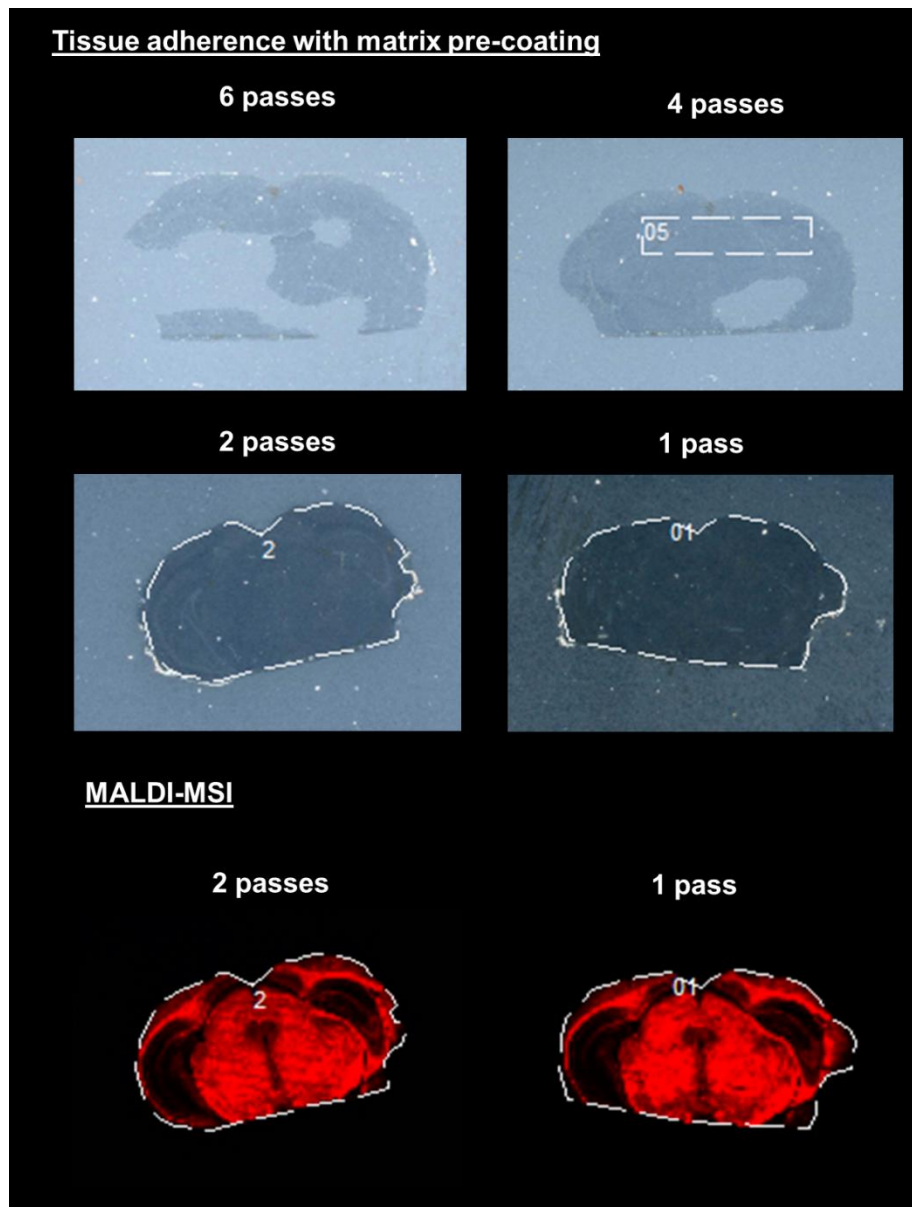 Tissue adherence with matrix pre-coating
6 passes
4 passes
05
2 passes
1 pass
2
01
MALDI-MSI
2 passes
1 pass
2
01